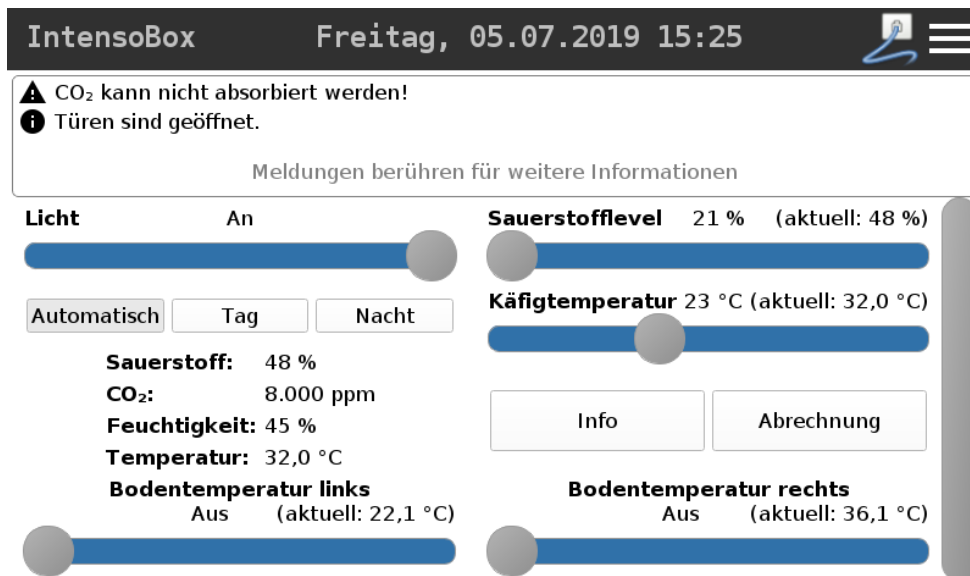 IntensoBox Freitag, 05.07.2019 15:25
CO₂ kann nicht absorbiert werden!
Türen sind geöffnet.
Meldungen berühren für weitere Informationen
Licht An
Automatisch Tag Nacht
Sauerstoff: 48 %
CO₂: 8.000 ppm
Feuchtigkeit: 45 %
Temperatur: 32,0 °C
Sauerstofflevel 21 % (aktuell: 48 %)
Käfigtemperatur 23 °C (aktuell: 32,0 °C)
Info Abrechnung
Bodentemperatur links
Aus (aktuell: 22,1 °C)
Bodentemperatur rechts
Aus (aktuell: 36,1 °C)